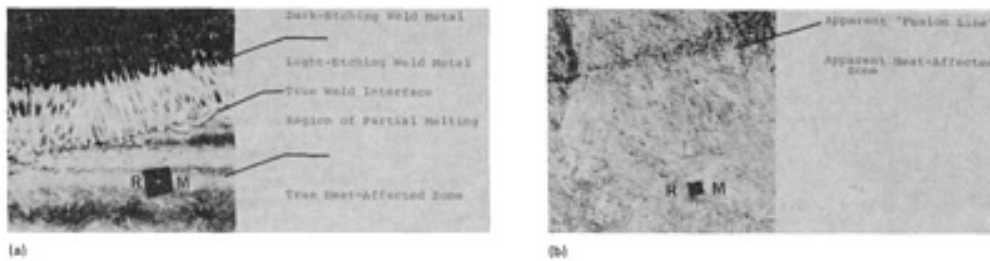 Dark-Etching Weld Metal
Light-Etching Weld Metal
True Weld Interface
Region of Partial Melting
R M
True Heat-Affected Zone
(a)
Apparent "Fusion Line"
Apparent Heat-Affected
Zone
R M
(b)